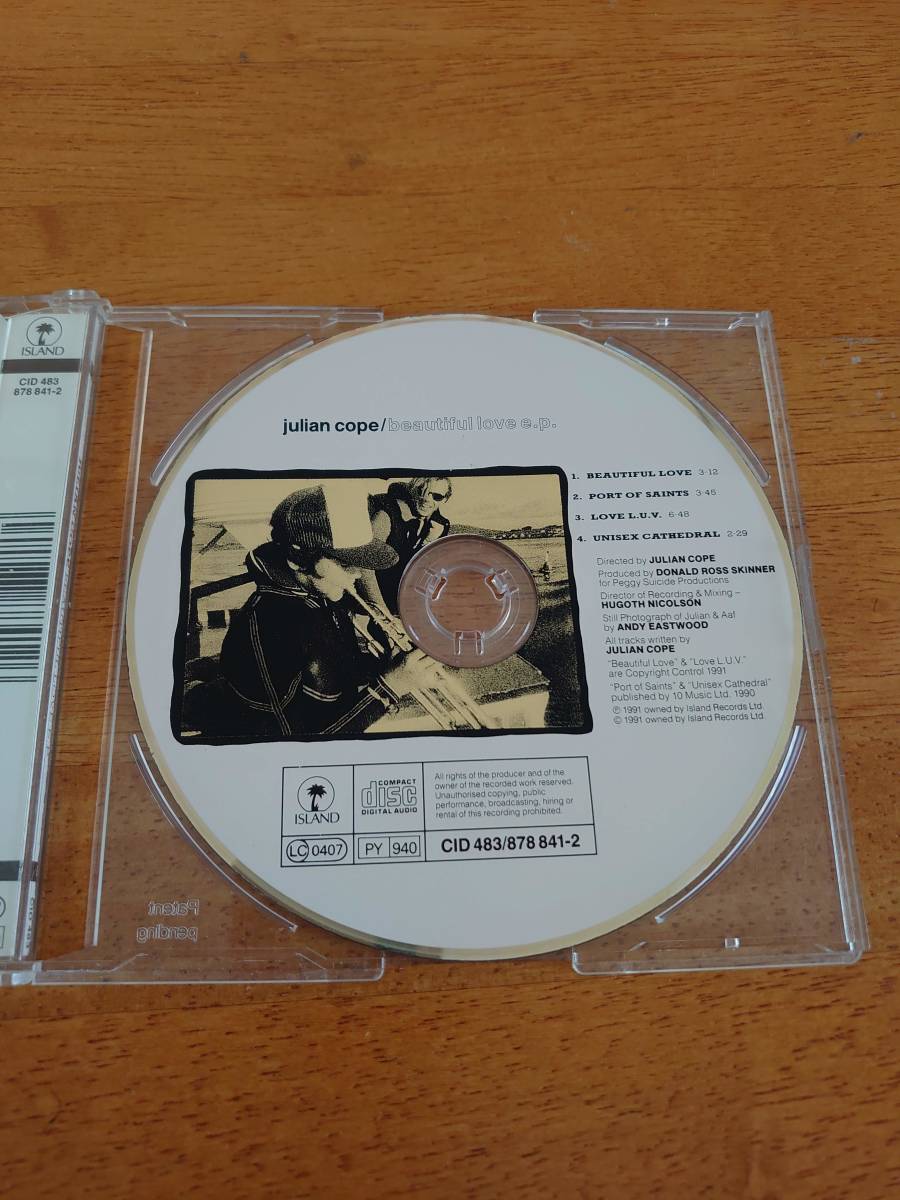 ISLAND
CID 483
878 841-2
julian cope/beautiful love e.p.
1. BEAUTIFUL LOVE 3-12
2. PORT OF SAINTS 3-45
3. LOVE L.U.V. 6-48
4. UNISEX CATHEDRAL 2-29
Directed by JULIAN COPE
Produced by DONALD ROSS SKINNER
for Peggy Suicide Productions
Director of Recording & Mixing –
HUGOTH NICOLSON
Still Photograph of Julian & Aaf
by ANDY EASTWOOD
All tracks written by
JULIAN COPE
"Beautiful Love" & "Love L.U.V."
are Copyright Control 1991
"Port of Saints" & "Unisex Cathedral"
published by 10 Music Ltd. 1990
℗ 1991 owned by Island Records Ltd.
© 1991 owned by Island Records Ltd.
ISLAND
COMPACT
disc
DIGITAL AUDIO
All rights of the producer and of the
owner of the recorded work reserved.
Unauthorised copying, public
performance, broadcasting, hiring or
rental of this recording prohibited.
LC 0407
PY 940
CID 483/878 841-2
Patent
pending